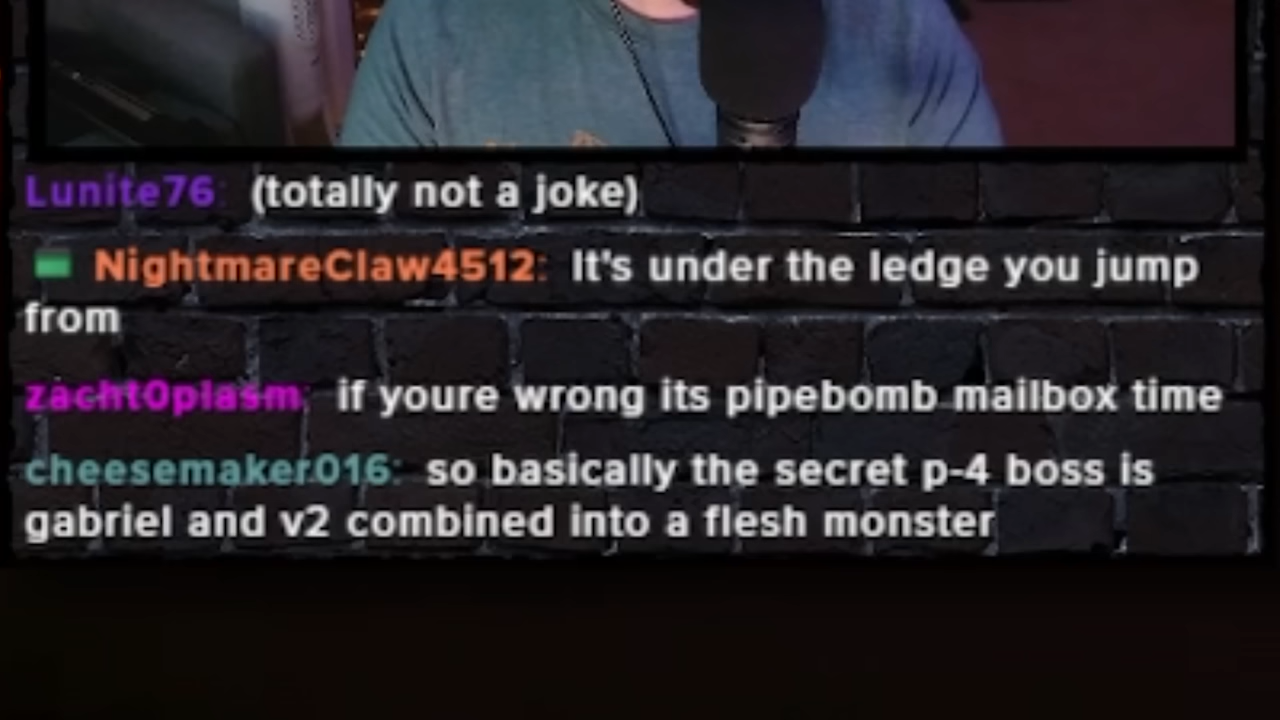 Lunite76: (totally not a joke)
NightmareClaw4512: It's under the ledge you jump
from
zacht0plasm: if youre wrong its pipebomb mailbox time
cheesemaker016: so basically the secret p-4 boss is
gabriel and v2 combined into a flesh monster